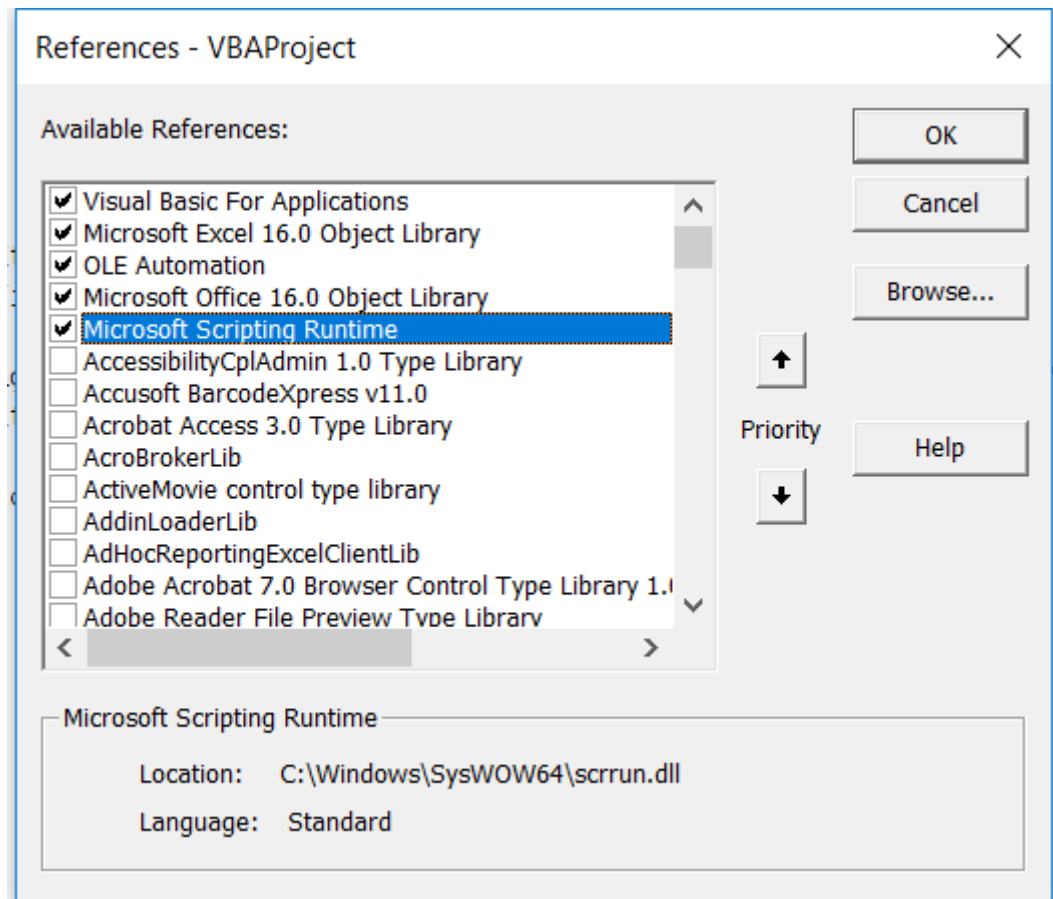 References - VBAProject
Available References:
OK
Cancel
Browse...
Priority
Help
Visual Basic For Applications
Microsoft Excel 16.0 Object Library
OLE Automation
Microsoft Office 16.0 Object Library
Microsoft Scripting Runtime
AccessibilityCplAdmin 1.0 Type Library
Accusoft BarcodeXpress v11.0
Acrobat Access 3.0 Type Library
AcroBrokerLib
ActiveMovie control type library
AddinLoaderLib
AdHocReportingExcelClientLib
Adobe Acrobat 7.0 Browser Control Type Library 1.
Adobe Reader File Preview Type Library
Microsoft Scripting Runtime
Location: C:\Windows\SysWOW64\scrrun.dll
Language: Standard